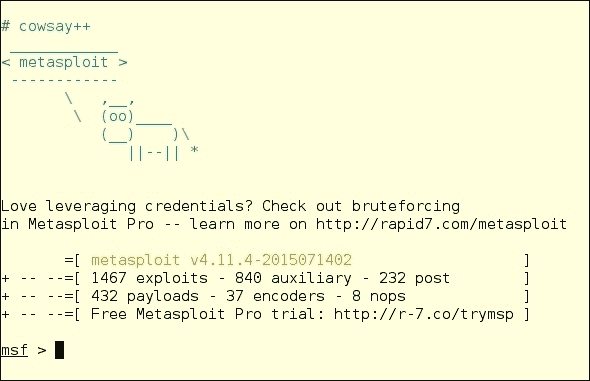 # cowsay++
 ____________
< metasploit >
 ------------
       \   ,__,
        \  (oo)____
           (__)    )\
              ||--|| *
Love leveraging credentials? Check out bruteforcing
in Metasploit Pro -- learn more on http://rapid7.com/metasploit
       =[ metasploit v4.11.4-2015071402                   ]
+ -- --=[ 1467 exploits - 840 auxiliary - 232 post        ]
+ -- --=[ 432 payloads - 37 encoders - 8 nops             ]
+ -- --=[ Free Metasploit Pro trial: http://r-7.co/trymsp ]
msf >